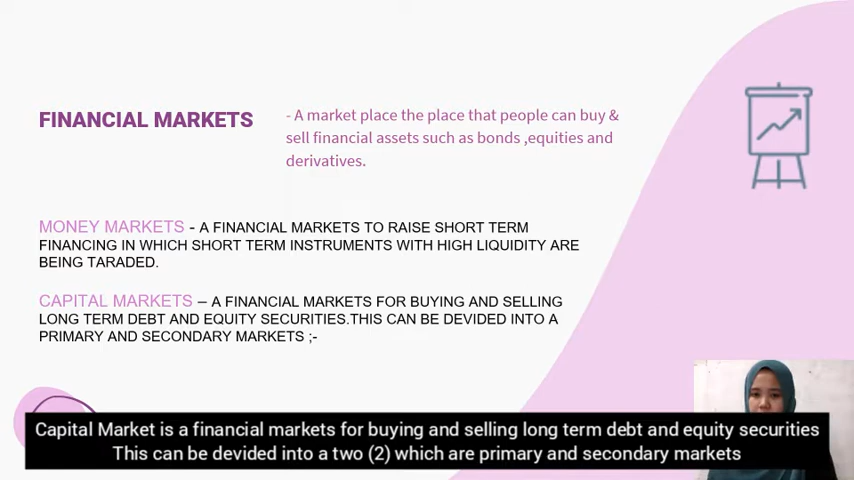 FINANCIAL MARKETS
- A market place the place that people can buy &
sell financial assets such as bonds ,equities and
derivatives.
MONEY MARKETS - A FINANCIAL MARKETS TO RAISE SHORT TERM
FINANCING IN WHICH SHORT TERM INSTRUMENTS WITH HIGH LIQUIDITY ARE
BEING TARADED.
CAPITAL MARKETS – A FINANCIAL MARKETS FOR BUYING AND SELLING
LONG TERM DEBT AND EQUITY SECURITIES.THIS CAN BE DEVIDED INTO A
PRIMARY AND SECONDARY MARKETS ;-
Capital Market is a financial markets for buying and selling long term debt and equity securities
This can be devided into a two (2) which are primary and secondary markets